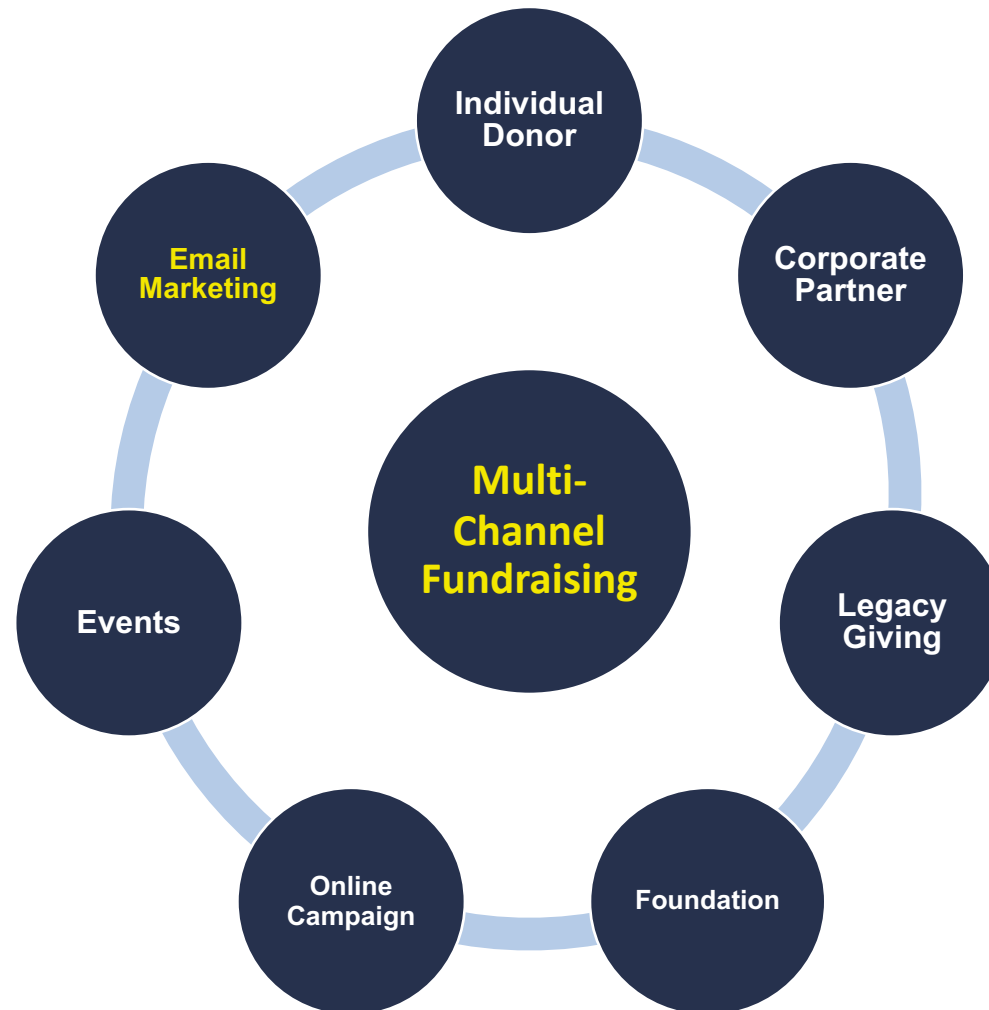 Individual
Donor
Corporate
Partner
Legacy
Giving
Foundation
Online
Campaign
Events
Email
Marketing
Multi-
Channel
Fundraising